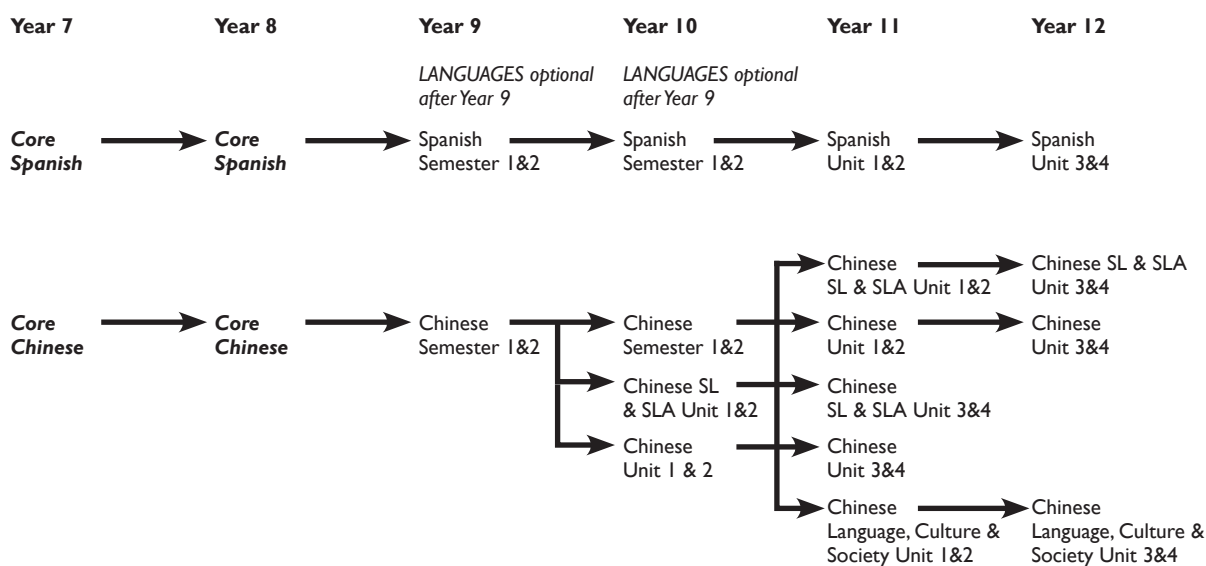 Year 7 Year 8 Year 9 Year 10 Year 11 Year 12
LANGUAGES optional LANGUAGES optional
after Year 9 after Year 9
Core Core Spanish Spanish Spanish Spanish
Spanish Spanish Semester 1&2 Semester 1&2 Unit 1&2 Unit 3&4
Chinese Chinese SL & SLA
SL & SLA Unit 1&2 Unit 3&4
Core Core Chinese Chinese Chinese Chinese
Chinese Chinese Semester 1&2 Semester 1&2 Unit 1&2 Unit 3&4
Chinese SL Chinese
& SLA Unit 1&2 SL & SLA Unit 3&4
Chinese Chinese
Unit 1 & 2 Unit 3&4
Chinese Chinese
Language, Culture & Language, Culture &
Society Unit 1&2 Society Unit 3&4